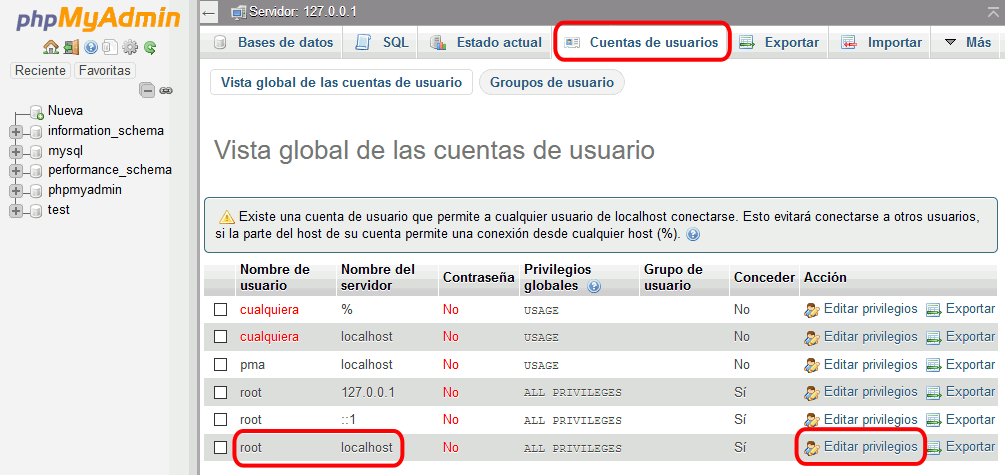 phpMyAdmin
Reciente Favoritas
Nueva
information_schema
mysql
performance_schema
phpmyadmin
test
Servidor: 127.0.0.1
Bases de datos SQL Estado actual Cuentas de usuarios Exportar Importar Más
Vista global de las cuentas de usuario Groupos de usuario
Vista global de las cuentas de usuario
Existe una cuenta de usuario que permite a cualquier usuario de localhost conectarse. Esto evitará conectarse a otros usuarios,
si la parte del host de su cuenta permite una conexión desde cualquier host (%).
Nombre de usuario Nombre del servidor Contraseña Privilegios globales Grupo de usuario Conceder Acción
cualquiera % No USAGE No Editar privilegios Exportar
cualquiera localhost No USAGE No Editar privilegios Exportar
pma localhost No USAGE No Editar privilegios Exportar
root 127.0.0.1 No ALL PRIVILEGES Sí Editar privilegios Exportar
root ::1 No ALL PRIVILEGES Sí Editar privilegios Exportar
root localhost No ALL PRIVILEGES Sí Editar privilegios Exportar